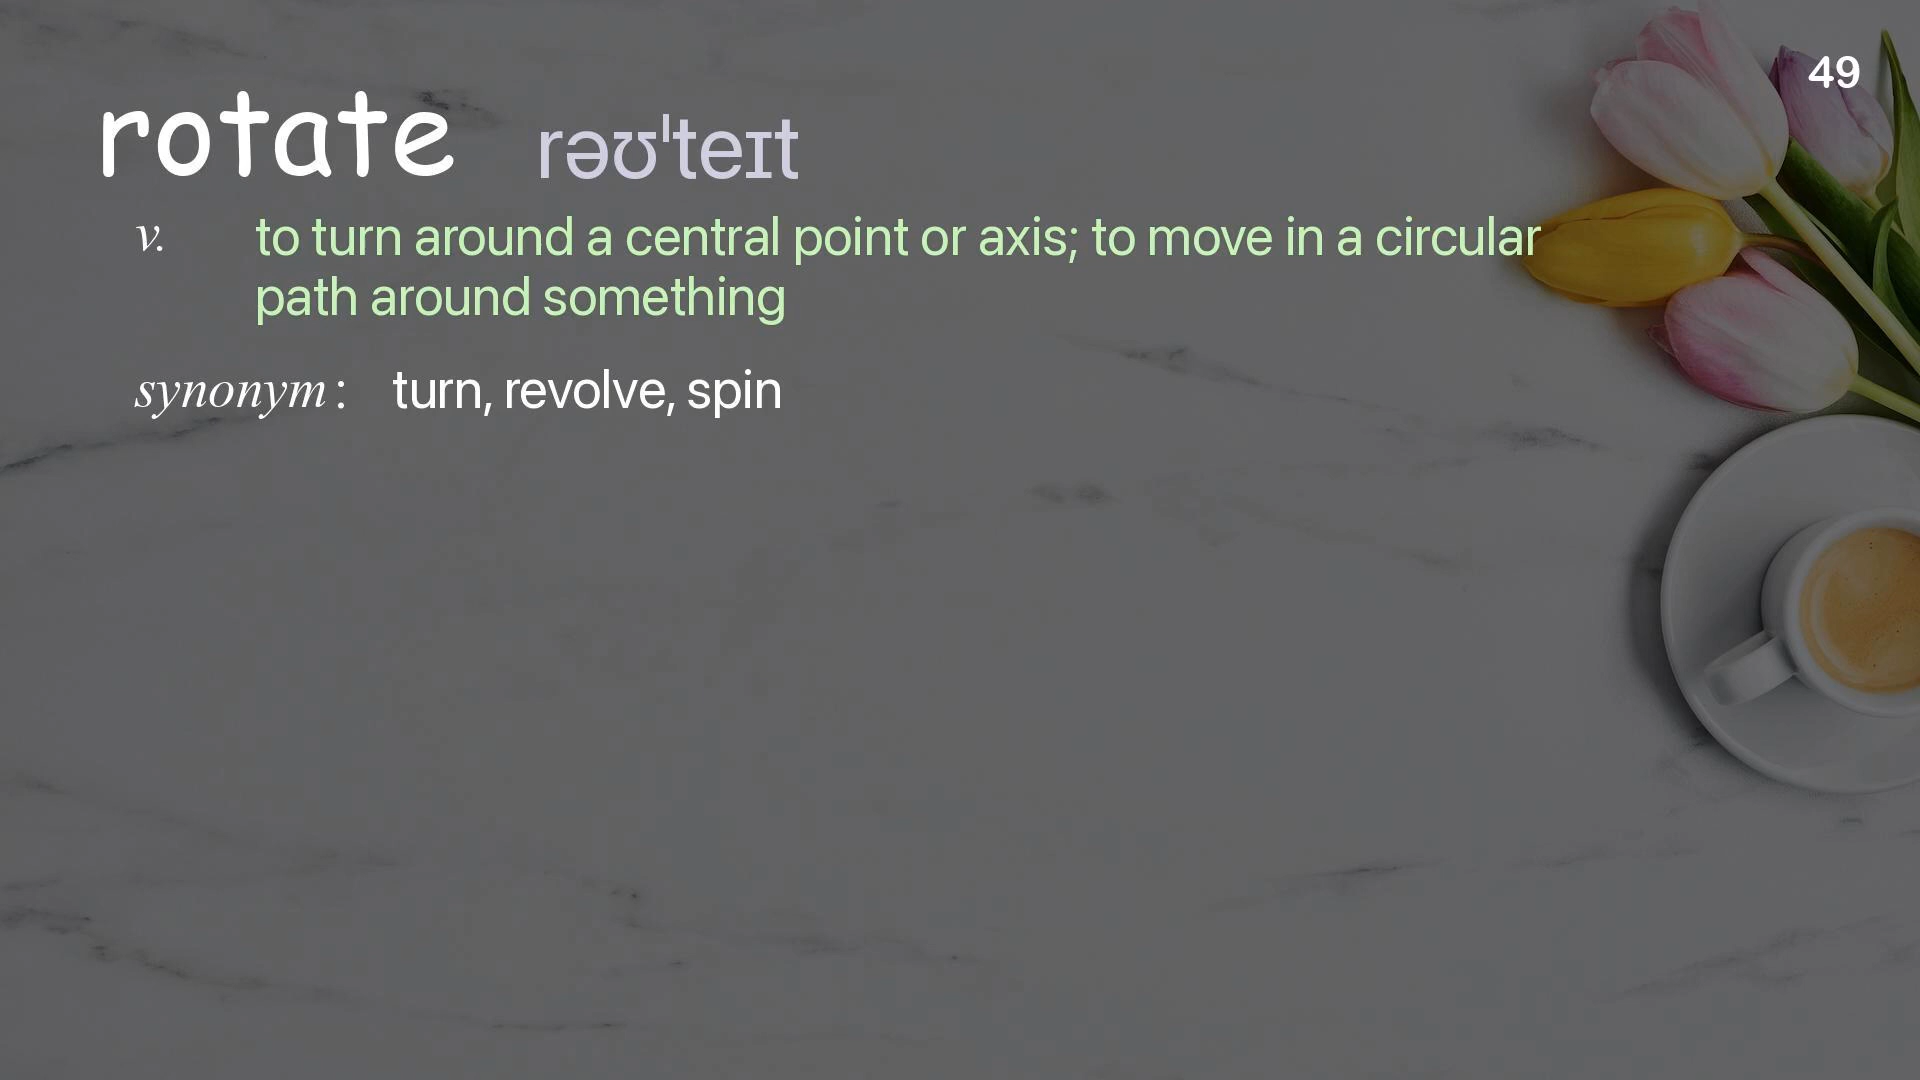 49
rotate rəʊˈteɪt
v. to turn around a central point or axis; to move in a circular
path around something
synonym: turn, revolve, spin